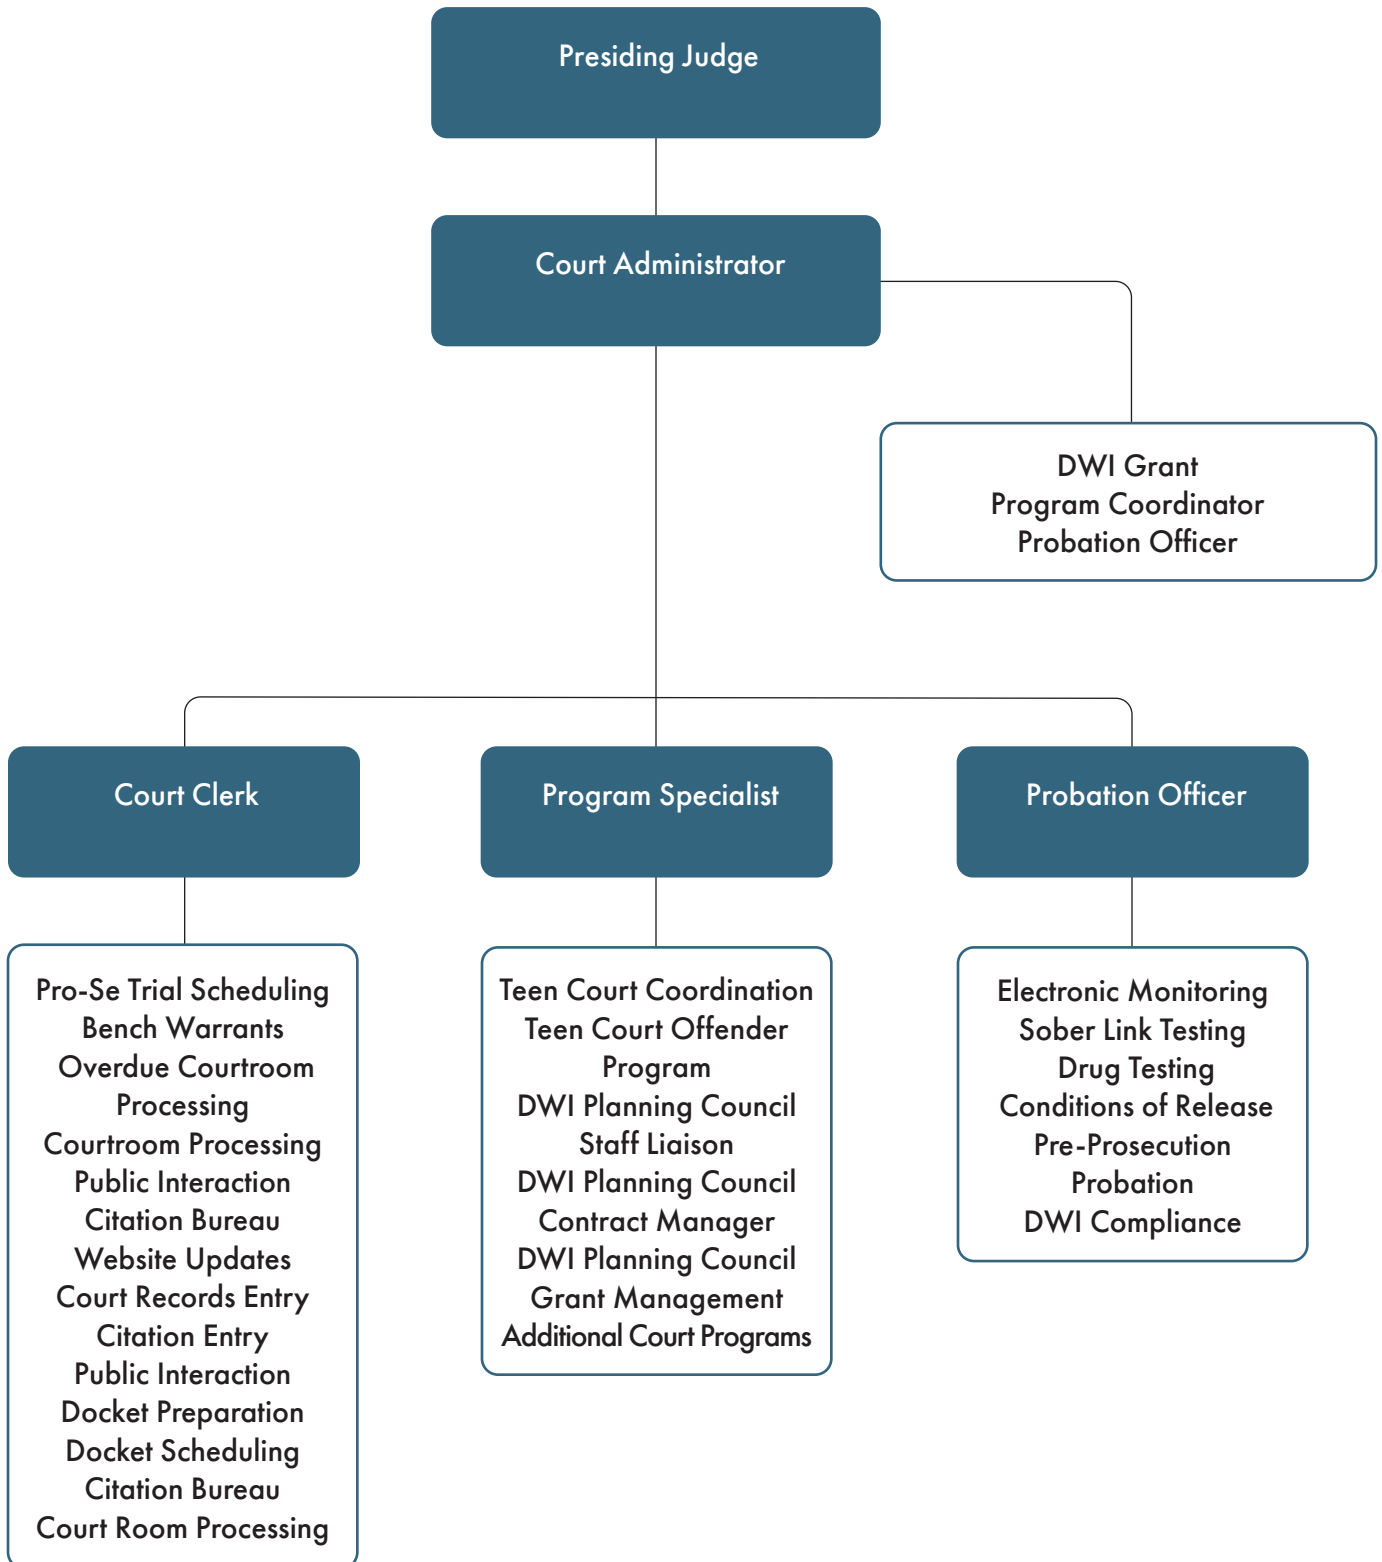 Presiding Judge
Court Administrator
DWI Grant
Program Coordinator
Probation Officer
Court Clerk
Program Specialist
Probation Officer
Pro-Se Trial Scheduling
Bench Warrants
Overdue Courtroom
Processing
Courtroom Processing
Public Interaction
Citation Bureau
Website Updates
Court Records Entry
Citation Entry
Public Interaction
Docket Preparation
Docket Scheduling
Citation Bureau
Court Room Processing
Teen Court Coordination
Teen Court Offender
Program
DWI Planning Council
Staff Liaison
DWI Planning Council
Contract Manager
DWI Planning Council
Grant Management
Additional Court Programs
Electronic Monitoring
Sober Link Testing
Drug Testing
Conditions of Release
Pre-Prosecution
Probation
DWI Compliance